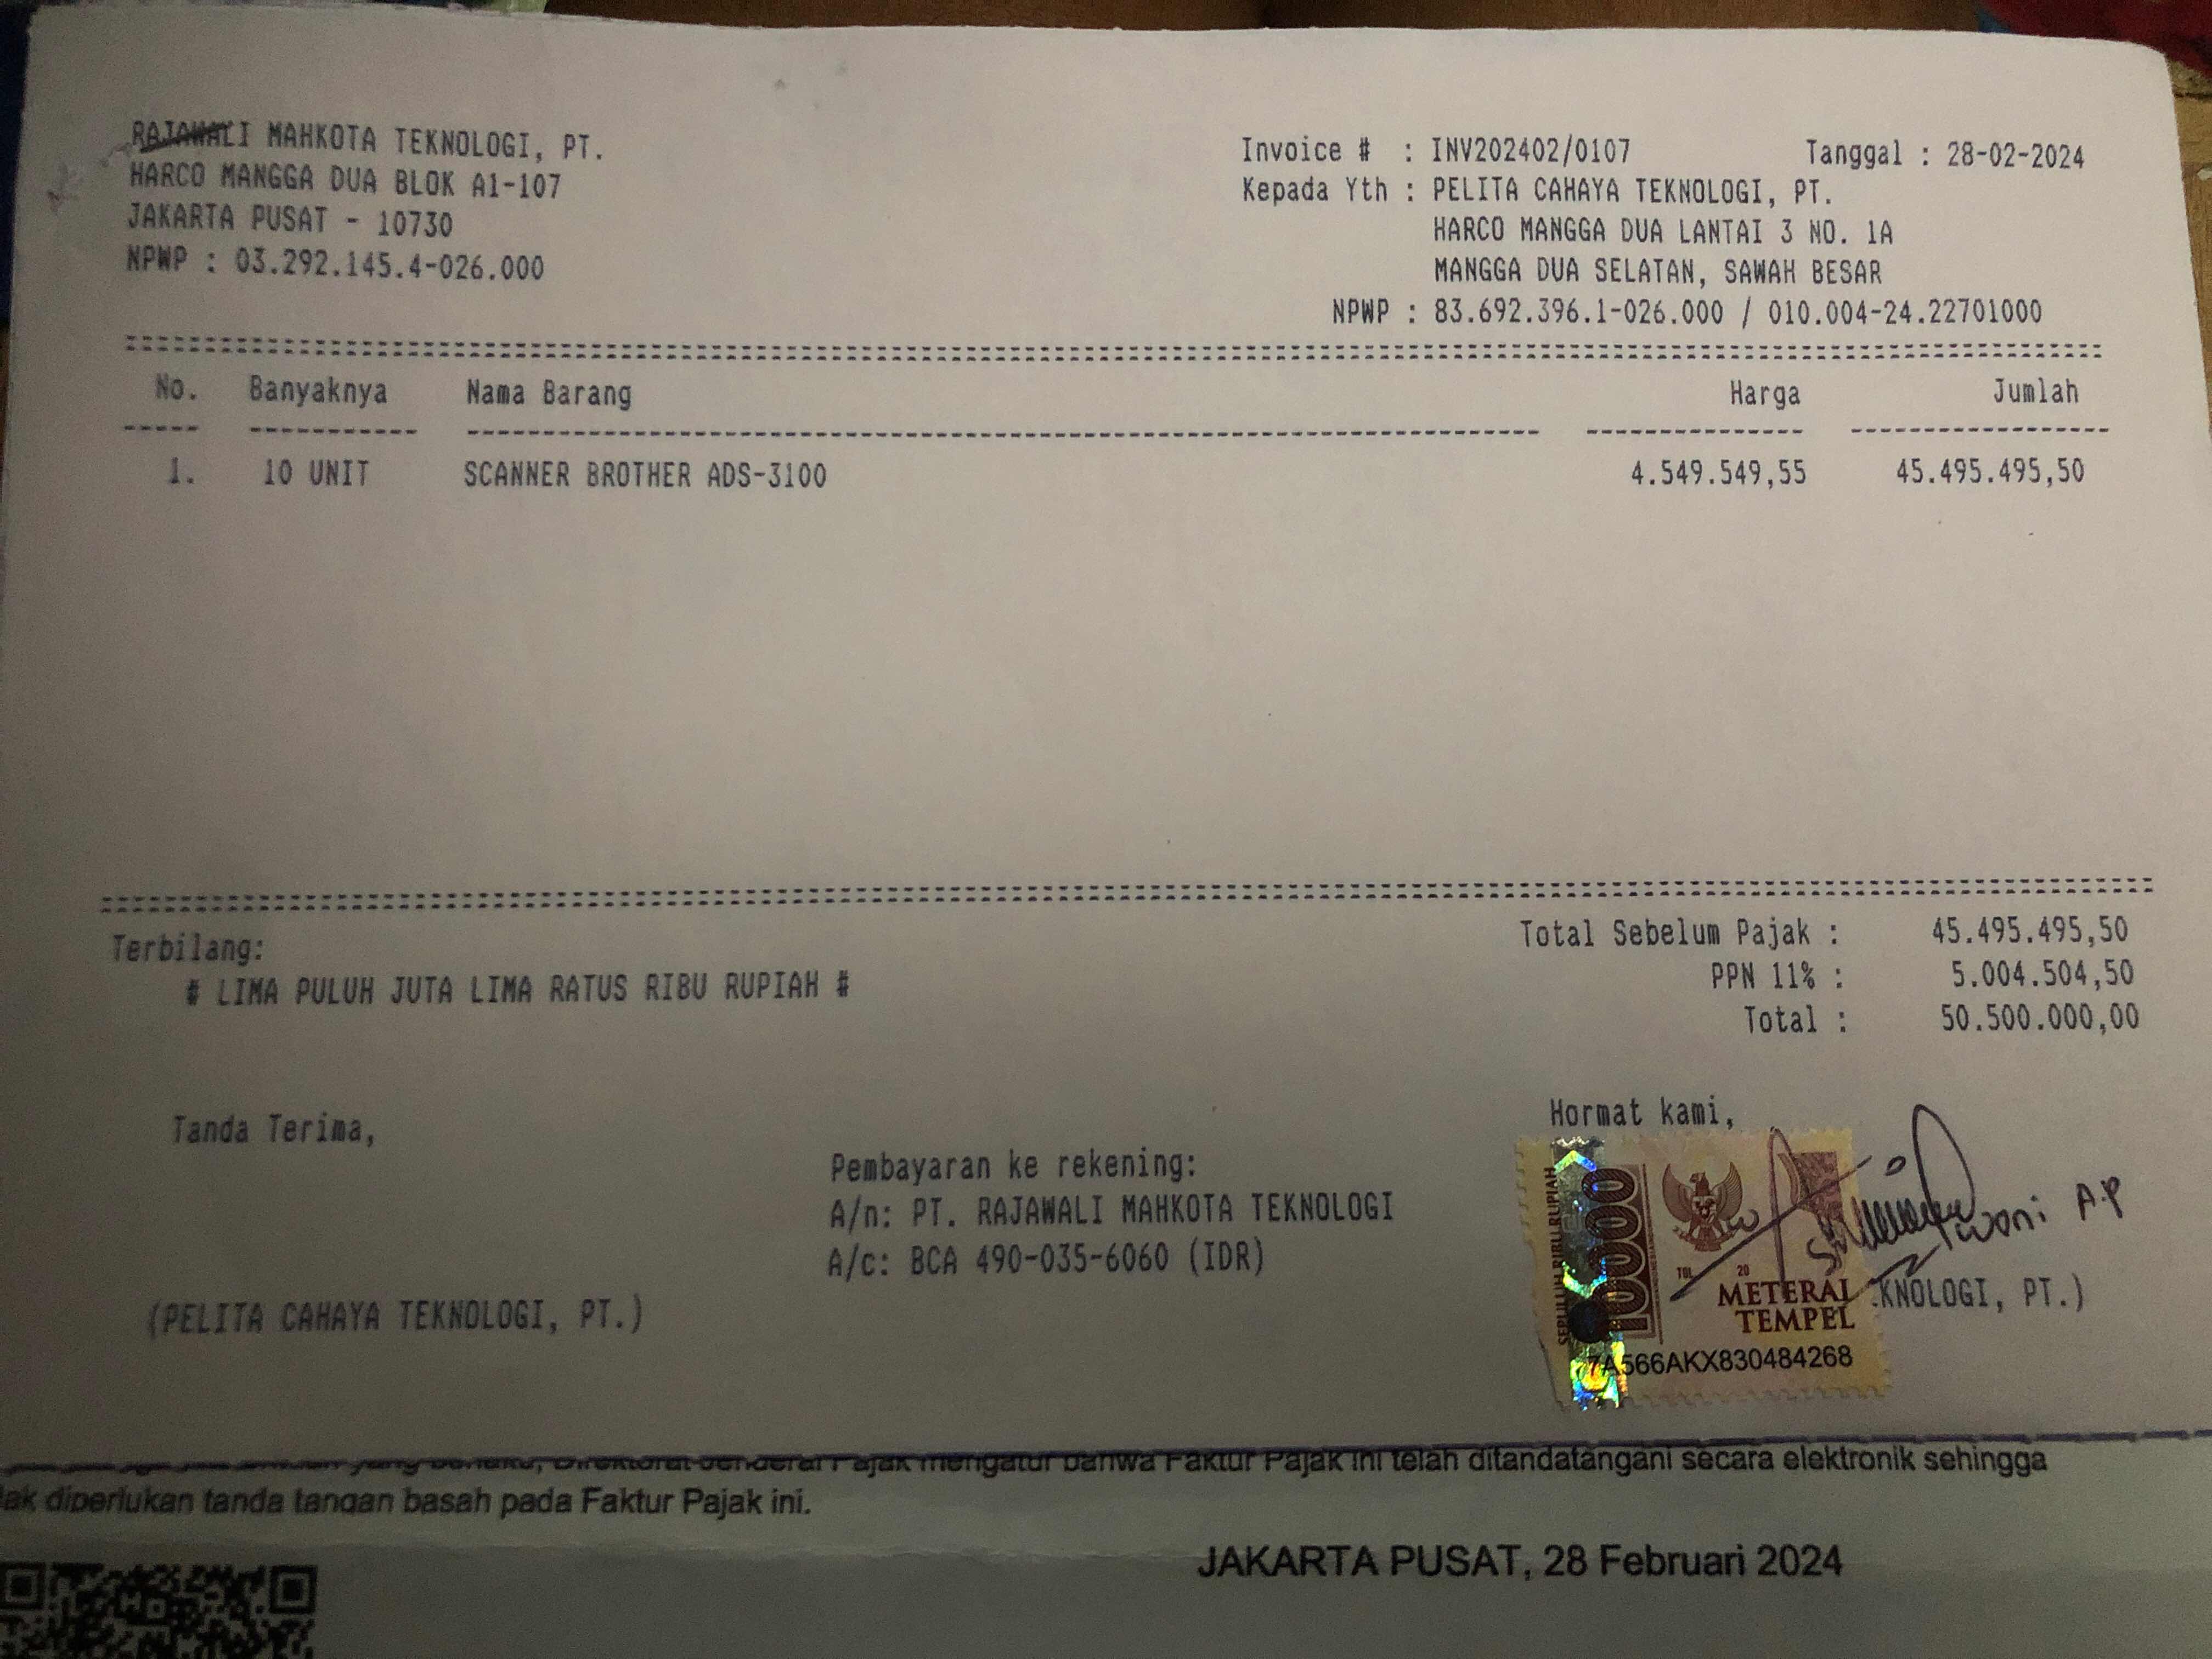 RAJAWALI MAHKOTA TEKNOLOGI, PT.
HARCO MANGGA DUA BLOK A1-107
JAKARTA PUSAT - 10730
NPWP : 03.292.145.4-026.000
Invoice # : INV202402/0107 Tanggal : 28-02-2024
Kepada Yth : PELITA CAHAYA TEKNOLOGI, PT.
HARCO MANGGA DUA LANTAI 3 NO. 1A
MANGGA DUA SELATAN, SAWAH BESAR
NPWP : 83.692.396.1-026.000 / 010.004-24.22701000
No. Banyaknya Nama Barang Harga Jumlah
1. 10 UNIT SCANNER BROTHER ADS-3100 4.549.549,55 45.495.495,50
Terbilang:
# LIMA PULUH JUTA LIMA RATUS RIBU RUPIAH #
Total Sebelum Pajak : 45.495.495,50
PPN 11% : 5.004.504,50
Total : 50.500.000,00
Tanda Terima,
(PELITA CAHAYA TEKNOLOGI, PT.)
Pembayaran ke rekening:
A/n: PT. RAJAWALI MAHKOTA TEKNOLOGI
A/c: BCA 490-035-6060 (IDR)
Hormat kami,
SEPULUH RIBU RUPIAH
10000
TGL 20
METERAI
TEMPEL
7A566AKX830484268
A.P
KNOLOGI, PT.)
yang berlaku, Direktorat Jenderal Pajak mengatur bahwa Faktur Pajak ini telah ditandatangani secara elektronik sehingga
diperlukan tanda tangan basah pada Faktur Pajak ini.
JAKARTA PUSAT, 28 Februari 2024